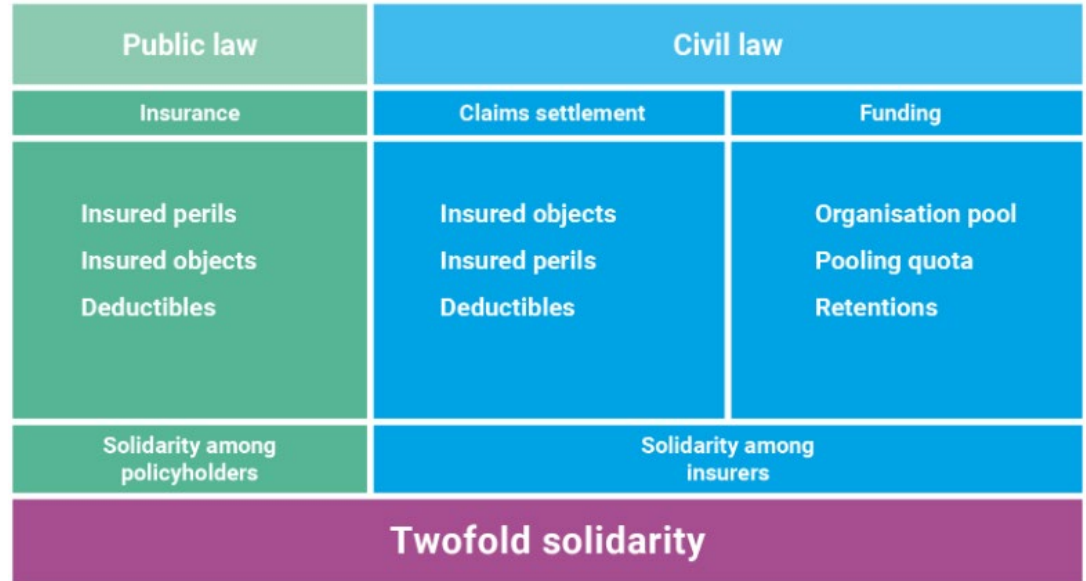 Public law
Civil law
Insurance
Claims settlement
Funding
Insured perils
Insured objects
Deductibles
Insured objects
Insured perils
Deductibles
Organisation pool
Pooling quota
Retentions
Solidarity among
policyholders
Solidarity among
insurers
Twofold solidarity